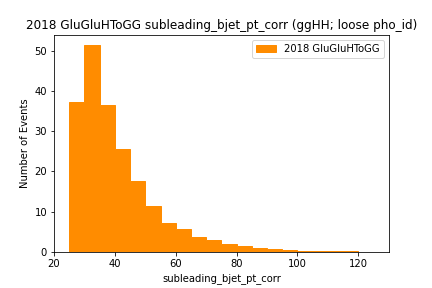 2018 GluGluHToGG subleading_bjet_pt_corr (ggHH; loose pho_id)
2018 GluGluHToGG
Number of Events
50
40
30
20
10
0
20 40 60 80 100 120
subleading_bjet_pt_corr